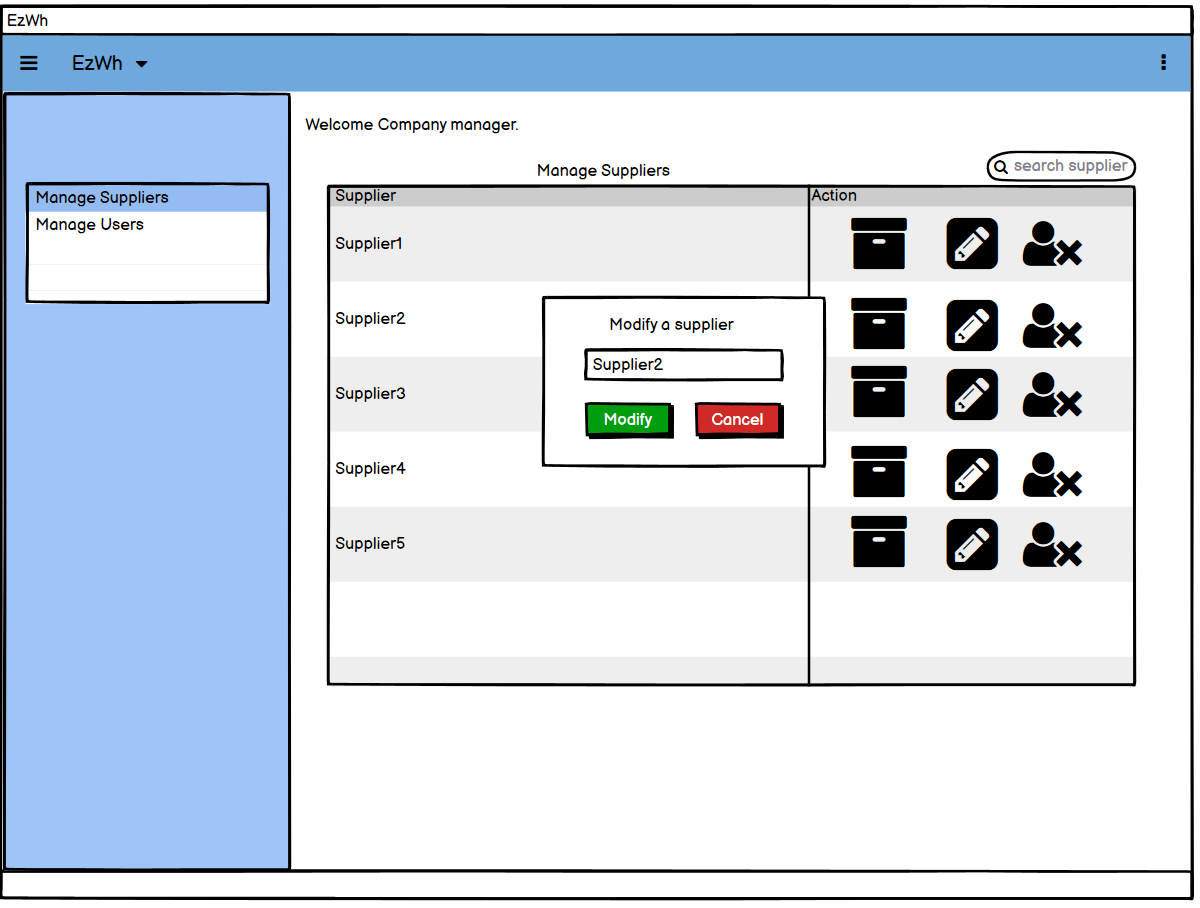 EzWh
EzWh
Welcome Company manager.
Manage Suppliers
search supplier
Manage Suppliers
Manage Users
Supplier
Action
Supplier1
Supplier2
Modify a supplier
Supplier2
Supplier3
Modify
Cancel
Supplier4
Supplier5